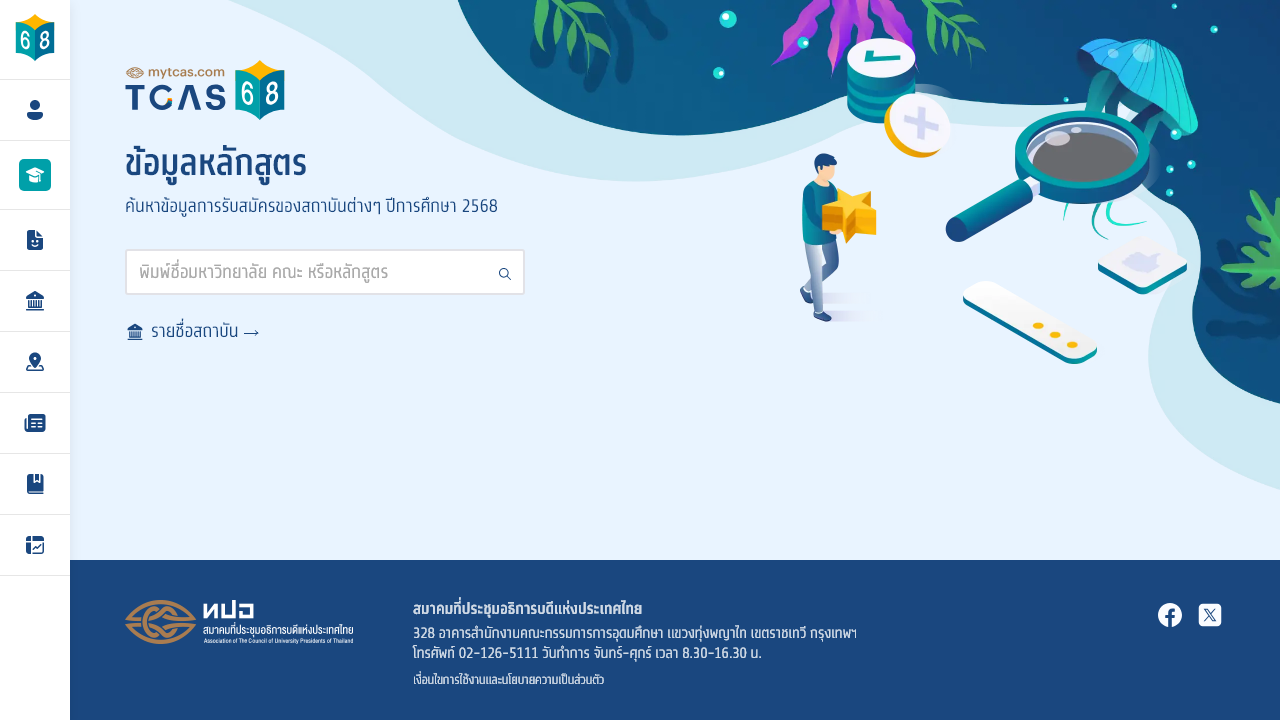 68
mytcas.com
TCAS 68
ข้อมูลหลักสูตร
ค้นหาข้อมูลการรับสมัครของสถาบันต่างๆ ปีการศึกษา 2568
พิมพ์ชื่อมหาวิทยาลัย คณะ หรือหลักสูตร
รายชื่อสถาบัน →
ทปอ
สมาคมที่ประชุมอธิการบดีแห่งประเทศไทย
Association of The Council of University Presidents of Thailand
สมาคมที่ประชุมอธิการบดีแห่งประเทศไทย
328 อาคารสำนักงานคณะกรรมการการอุดมศึกษา แขวงทุ่งพญาไท เขตราชเทวี กรุงเทพฯ
โทรศัพท์ 02-126-5111 วันทำการ จันทร์-ศุกร์ เวลา 8.30-16.30 น.
เงื่อนไขการใช้งานและนโยบายความเป็นส่วนตัว